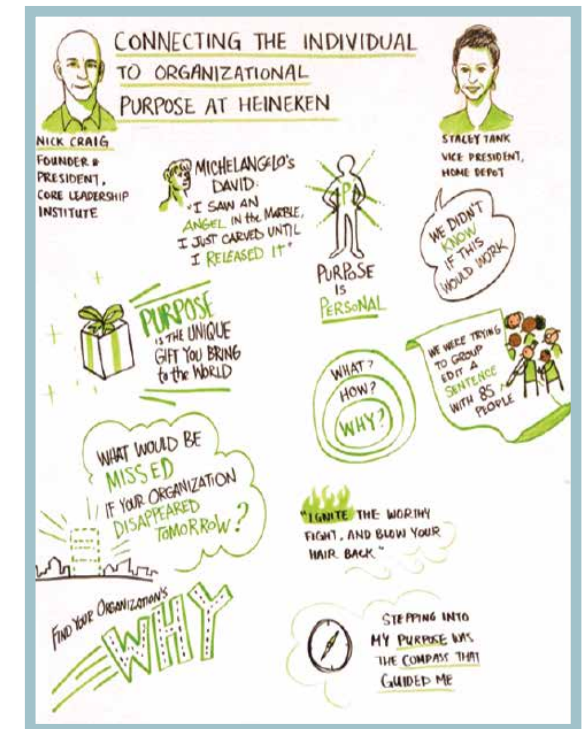 CONNECTING THE INDIVIDUAL
TO ORGANIZATIONAL
PURPOSE AT HEINEKEN
NICK CRAIG
FOUNDER &
PRESIDENT,
CORE LEADERSHIP
INSTITUTE
STACEY TANK
VICE PRESIDENT,
HOME DEPOT
MICHELANGELO's
DAVID:
"I SAW AN
ANGEL IN the MARBLE,
I JUST CARVED UNTIL
I RELEASED IT"
P
PURPOSE
IS
PERSONAL
WE DIDN'T
KNOW
IF THIS
WOULD WORK
PURPOSE
IS THE UNIQUE
GIFT YOU BRING
to the WORLD
WHAT?
HOW?
WHY?
WE WERE TRYING
TO GROUP
EDIT A
SENTENCE
WITH 85
PEOPLE
WHAT WOULD BE
MISSED
IF YOUR ORGANIZATION
DISAPPEARED
TOMORROW?
"IGNITE THE WORTHY
FIGHT, AND BLOW YOUR
HAIR BACK"
FIND YOUR ORGANIZATION'S
WHY
STEPPING INTO
MY PURPOSE WAS
THE COMPASS THAT
GUIDED ME